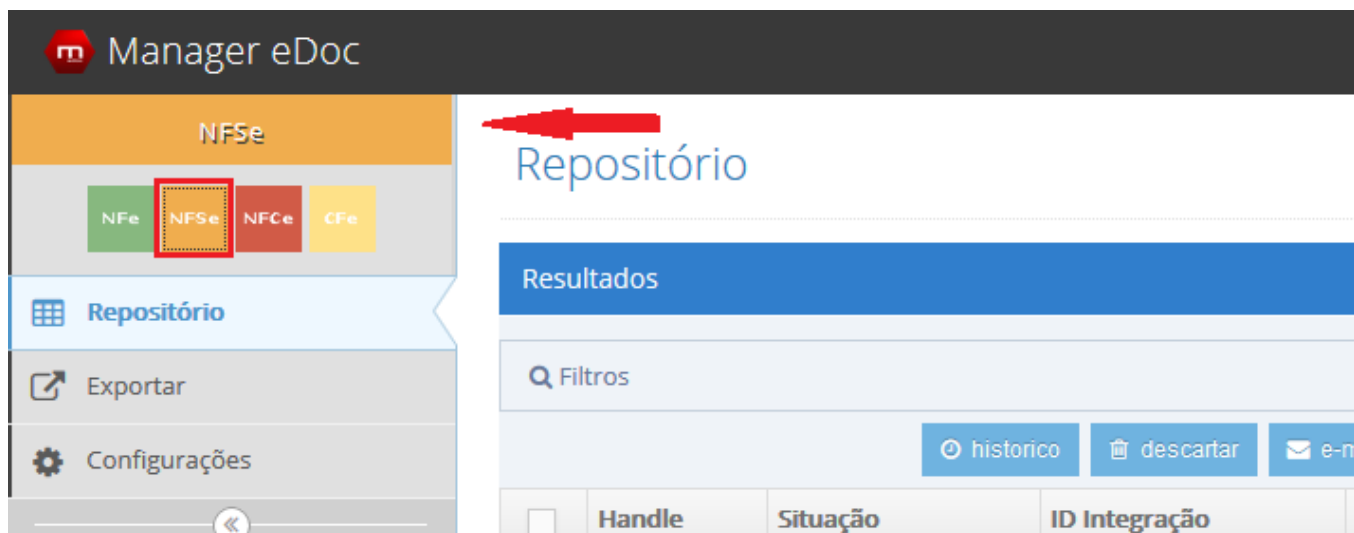 Manager eDoc
NFSe
NFe NFSe NFCe CFe
Repositório
Exportar
Configurações
Repositório
Resultados
Filtros
historico descartar
Handle Situação ID Integração